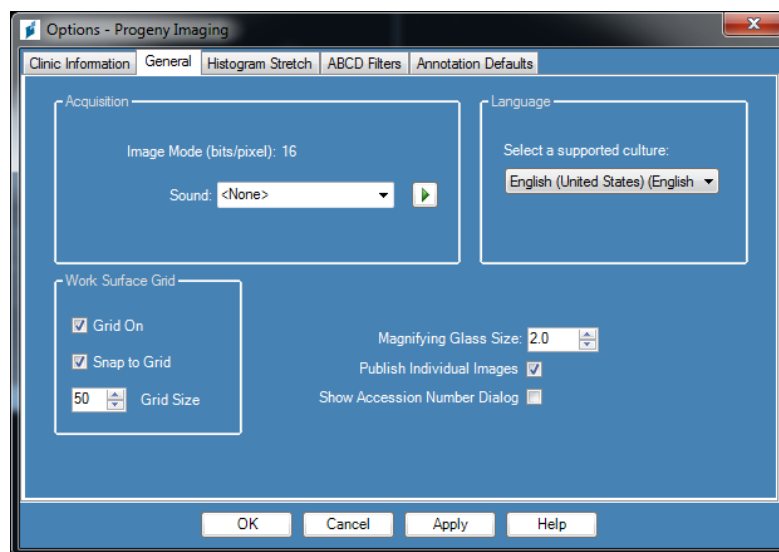 Options - Progeny Imaging
Clinic Information General Histogram Stretch ABCD Filters Annotation Defaults
Acquisition
Image Mode (bits/pixel): 16
Sound: <None>
Language
Select a supported culture:
English (United States) (English
Work Surface Grid
Grid On
Snap to Grid
50 Grid Size
Magnifying Glass Size: 2.0
Publish Individual Images
Show Accession Number Dialog
OK Cancel Apply Help